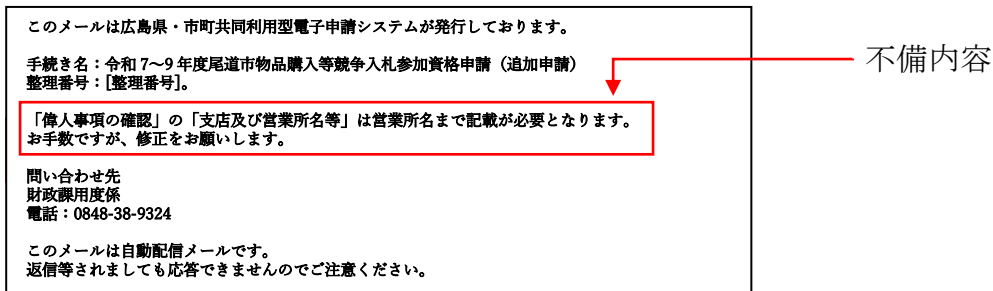 このメールは広島県・市町共同利用型電子申請システムが発行しております。
手続き名：令和７～９年度尾道市物品購入等競争入札参加資格申請（追加申請）
整理番号：[整理番号]。
「偉人事項の確認」の「支店及び営業所名等」は営業所名まで記載が必要となります。
お手数ですが、修正をお願いします。
不備内容
問い合わせ先
財政課用度係
電話：0848-38-9324
このメールは自動配信メールです。
返信等されましても応答できませんのでご注意ください。